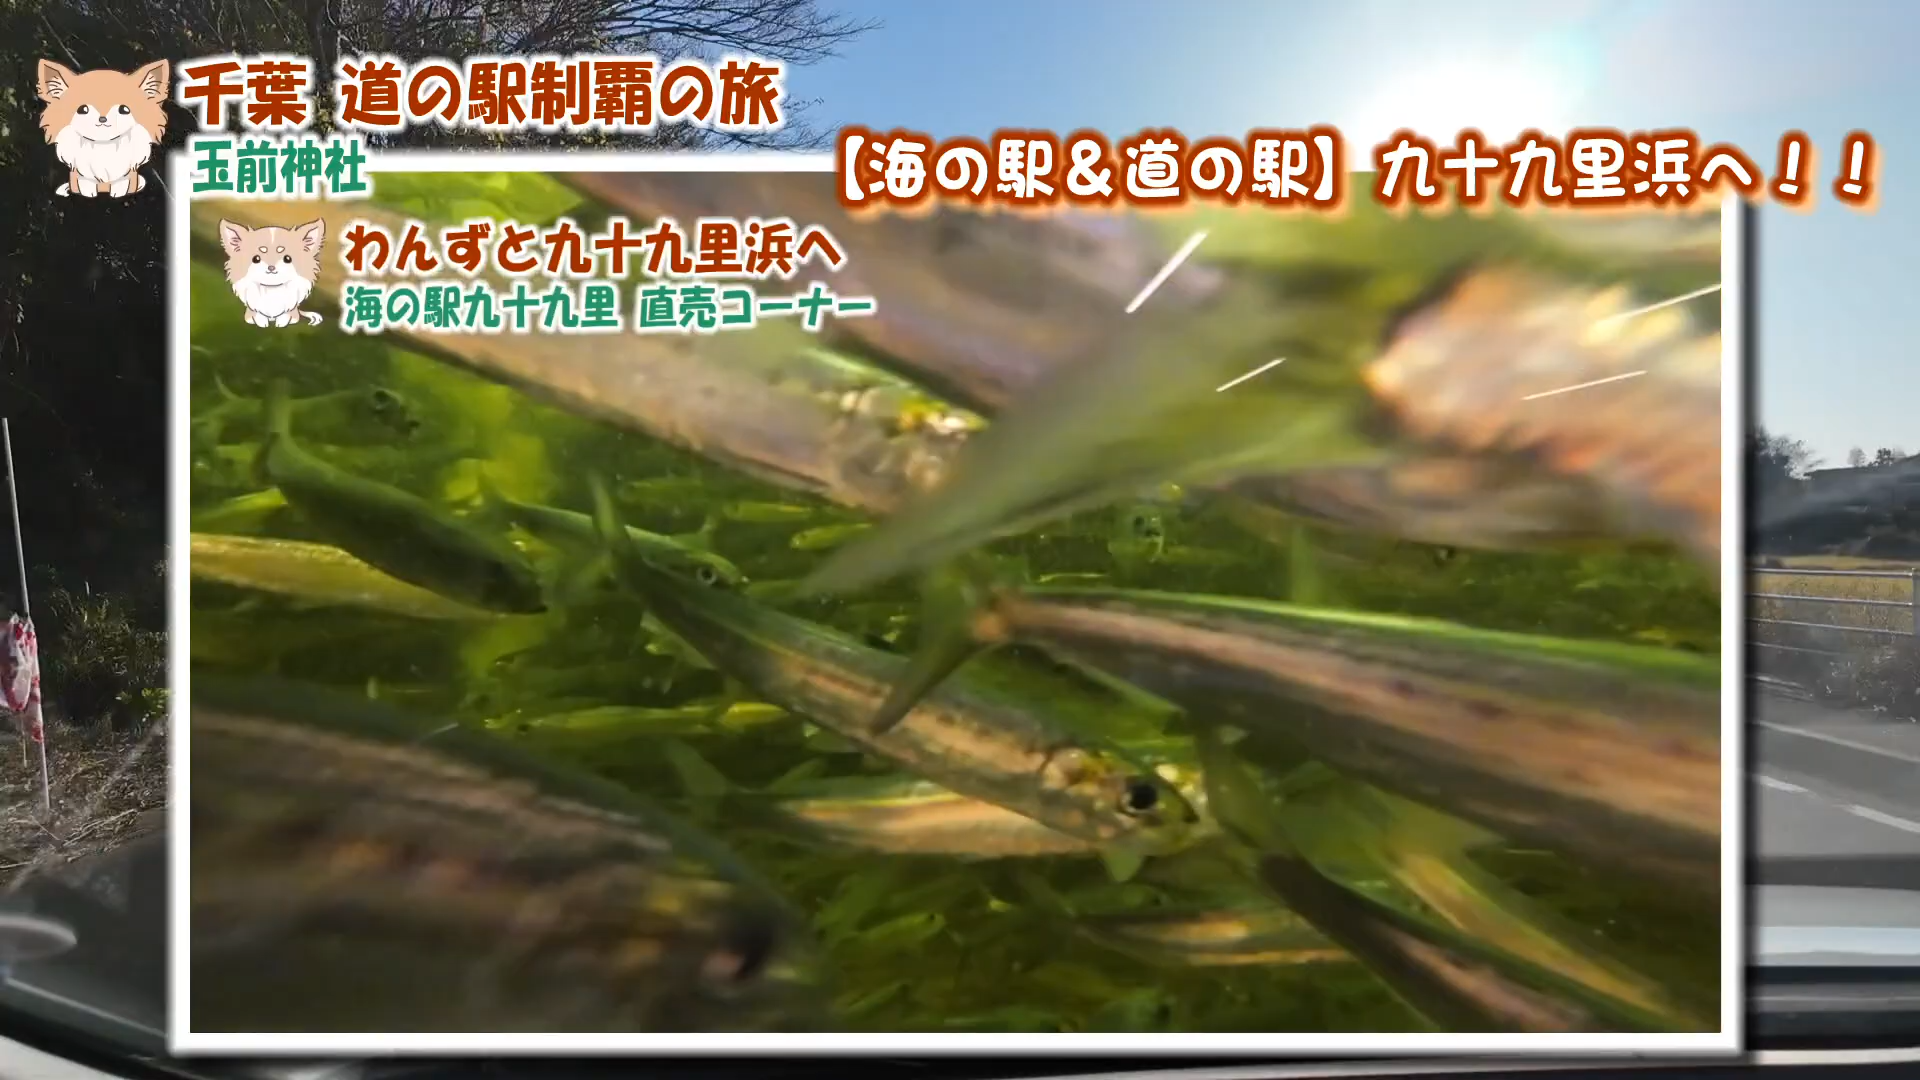 千葉 道の駅制覇の旅
玉前神社
【海の駅＆道の駅】九十九里浜へ！！
わんずと九十九里浜へ
海の駅九十九里 直売コーナー